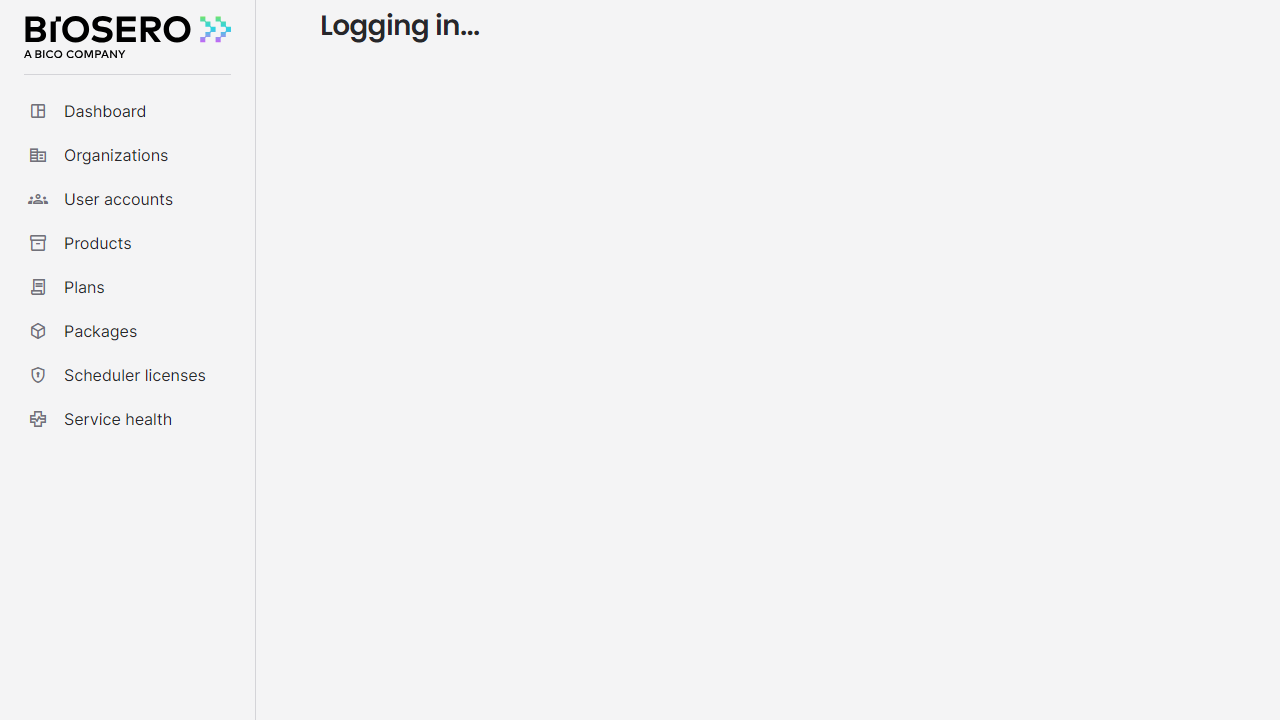 BIOSERO
A BICO COMPANY
Dashboard
Organizations
User accounts
Products
Plans
Packages
Scheduler licenses
Service health
Logging in...